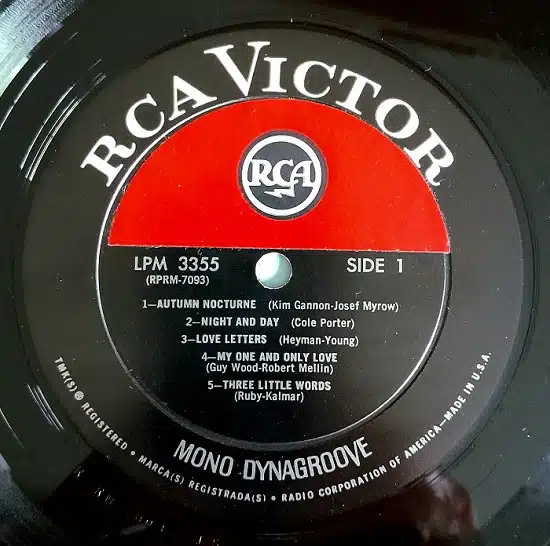 RCA VICTOR
RCA
LPM 3355
(RPRM-7093)
SIDE 1
1—AUTUMN NOCTURNE (Kim Gannon-Josef Myrow)
2—NIGHT AND DAY (Cole Porter)
3—LOVE LETTERS (Heyman-Young)
4—MY ONE AND ONLY LOVE
(Guy Wood-Robert Mellin)
5—THREE LITTLE WORDS
(Ruby-Kalmar)
MONO DYNAGROOVE
TMK(S)® REGISTERED • MARCA(S) REGISTRADA(S) • RADIO CORPORATION OF AMERICA—MADE IN U.S.A.